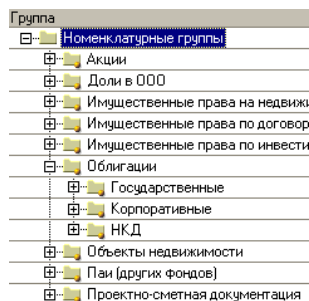 Группа
Номенклатурные группы
Акции
Доли в ООО
Имущественные права на недвижи
Имущественные права по договор
Имущественные права по инвести
Облигации
Государственные
Корпоративные
НКД
Объекты недвижимости
Паи (других фондов)
Проектно-сметная документация